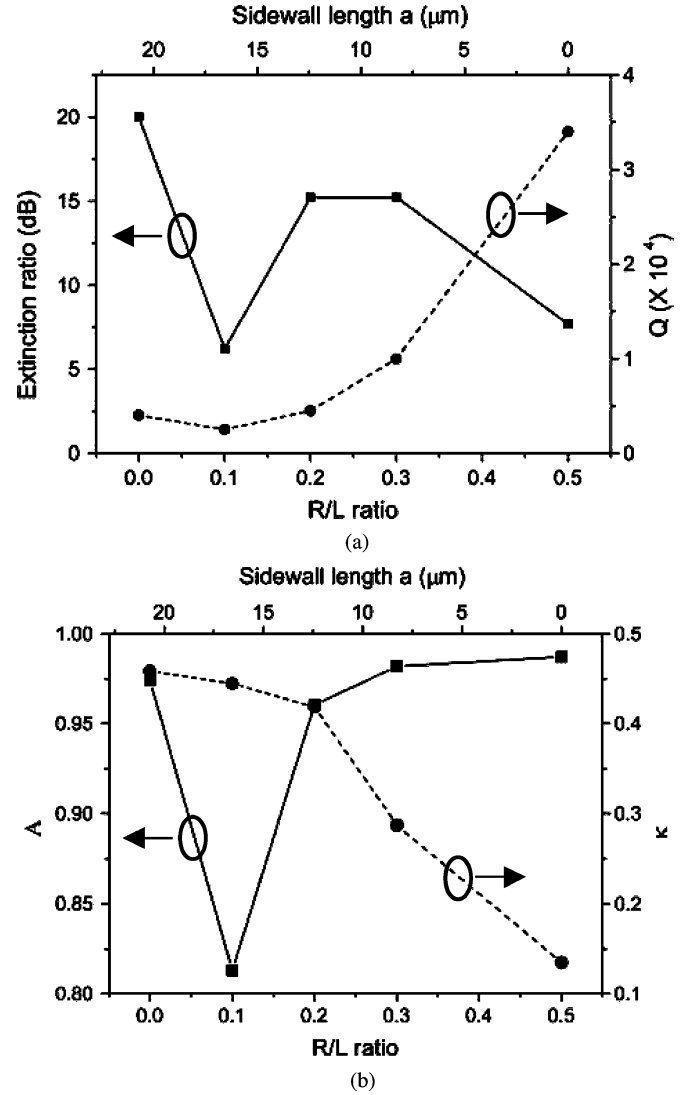 Sidewall length a (μm)
20 15 10 5 0
20
15
10
5
0
Extinction ratio (dB)
4
3
2
1
0
Q (X 10⁴)
0.0 0.1 0.2 0.3 0.4 0.5
R/L ratio
(a)
Sidewall length a (μm)
20 15 10 5 0
1.00
0.95
0.90
0.85
0.80
A
0.5
0.4
0.3
0.2
0.1
κ
0.0 0.1 0.2 0.3 0.4 0.5
R/L ratio
(b)